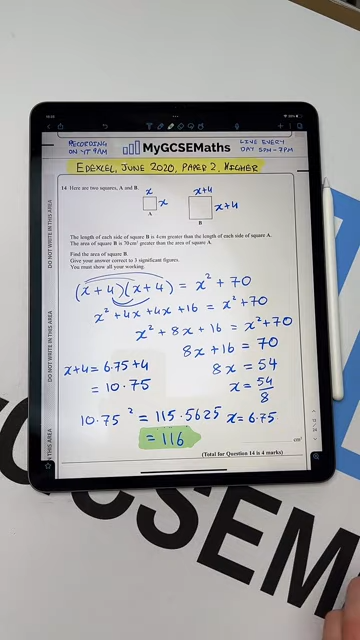 RECORDING
ON YT 9AM
MyGCSEMaths
LIVE EVERY
DAY 5PM-7PM
EDEXCEL, JUNE 2020, PAPER 2, HIGHER
14 Here are two squares, A and B.
x
x
A
x+4
x+4
B
The length of each side of square B is 4cm greater than the length of each side of square A.
The area of square B is 70cm² greater than the area of square A.
Find the area of square B.
Give your answer correct to 3 significant figures.
You must show all your working.
(x+4)(x+4) = x²+70
x²+4x+4x+16 = x²+70
x²+8x+16 = x²+70
8x+16 = 70
8x = 54
x = 54/8
x = 6.75
x+4 = 6.75+4
= 10.75
10.75² = 115.5625
= 116
cm²
(Total for Question 14 is 4 marks)
DO NOT WRITE IN THIS AREA
DO NOT WRITE IN THIS AREA
GCSEM